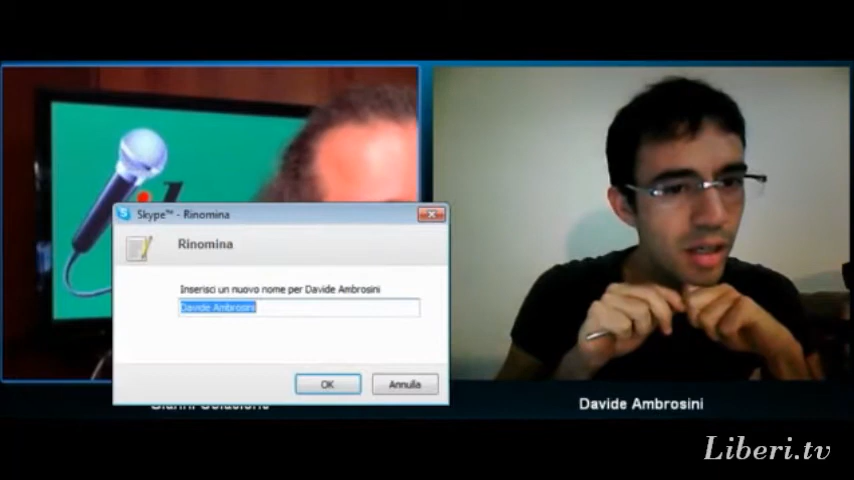 Skype™ - Rinomina
Rinomina
Inserisci un nuovo nome per Davide Ambrosini
Davide Ambrosini
OK
Annulla
Davide Ambrosini
Liberi.tv